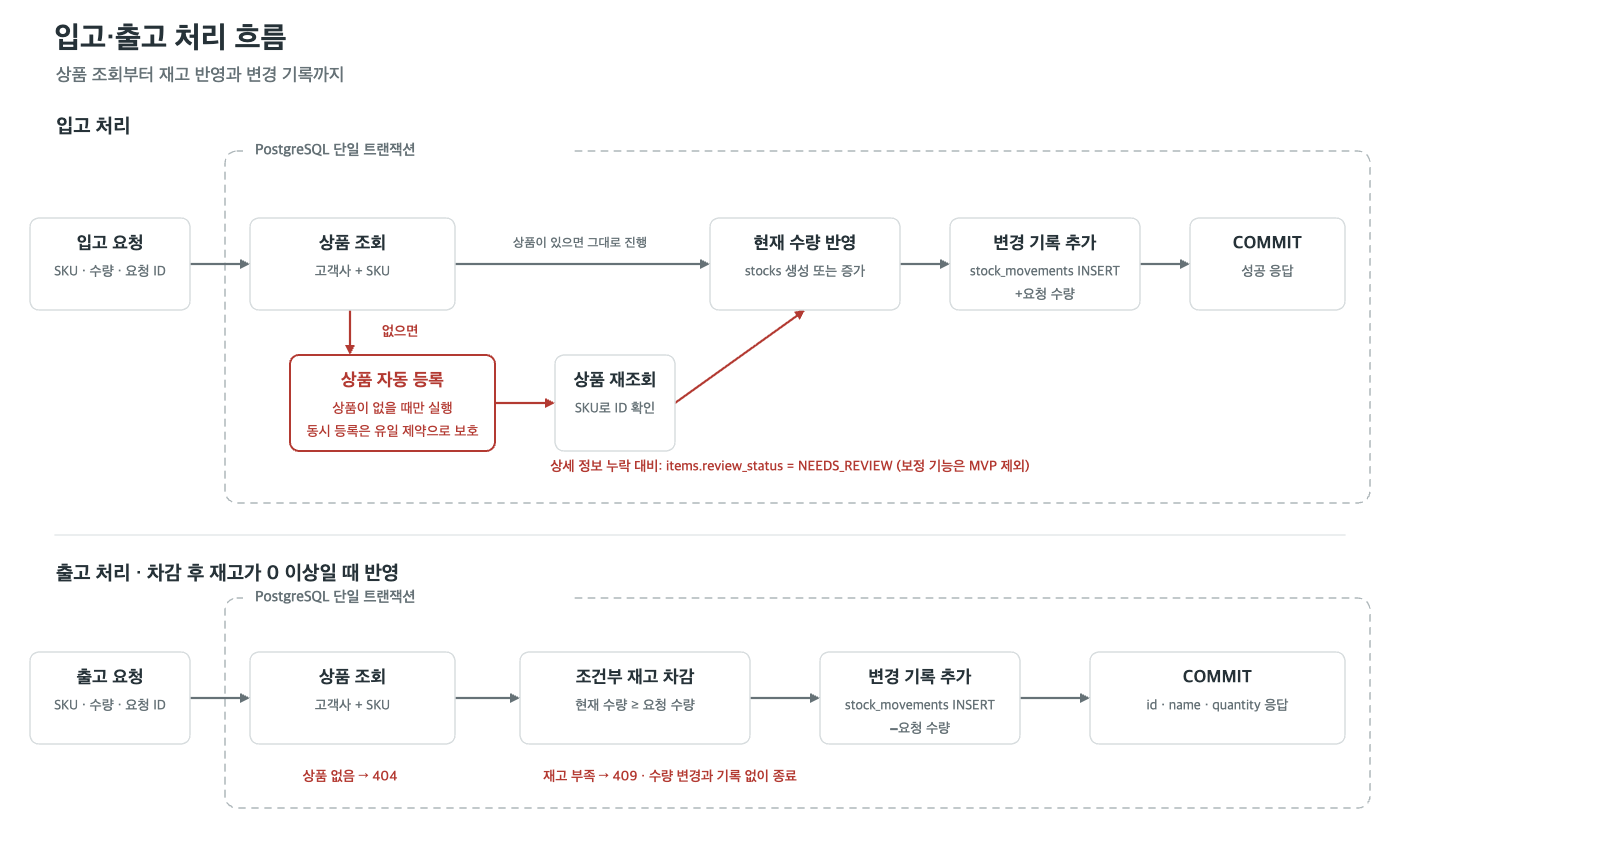 입고·출고 처리 흐름
상품 조회부터 재고 반영과 변경 기록까지
입고 처리
PostgreSQL 단일 트랜잭션
입고 요청
SKU · 수량 · 요청 ID
상품 조회
고객사 + SKU
상품이 있으면 그대로 진행
현재 수량 반영
stocks 생성 또는 증가
변경 기록 추가
stock_movements INSERT
+요청 수량
COMMIT
성공 응답
없으면
상품 자동 등록
상품이 없을 때만 실행
동시 등록은 유일 제약으로 보호
상품 재조회
SKU로 ID 확인
상세 정보 누락 대비: items.review_status = NEEDS_REVIEW (보정 기능은 MVP 제외)
출고 처리 · 차감 후 재고가 0 이상일 때 반영
PostgreSQL 단일 트랜잭션
출고 요청
SKU · 수량 · 요청 ID
상품 조회
고객사 + SKU
조건부 재고 차감
현재 수량 ≥ 요청 수량
변경 기록 추가
stock_movements INSERT
−요청 수량
COMMIT
id · name · quantity 응답
상품 없음 → 404
재고 부족 → 409 · 수량 변경과 기록 없이 종료